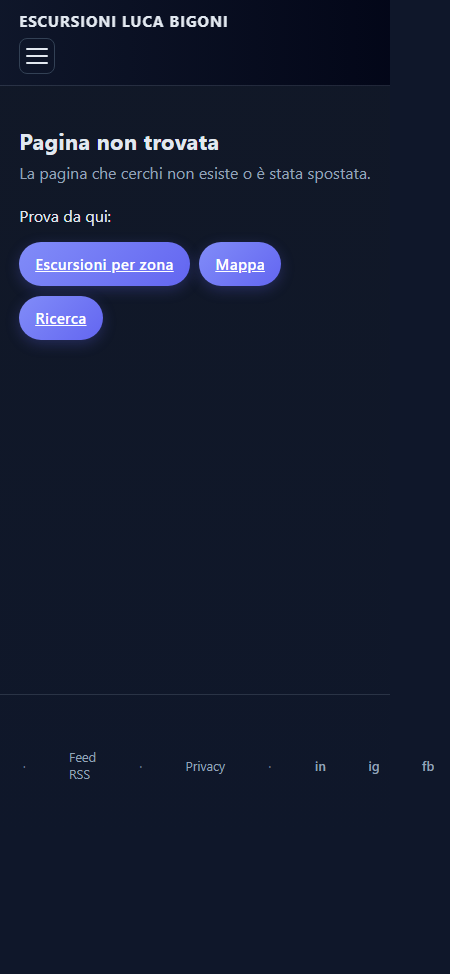 ESCURSIONI LUCA BIGONI
Pagina non trovata
La pagina che cerchi non esiste o è stata spostata.
Prova da qui:
Escursioni per zona
Mappa
Ricerca
· Feed RSS · Privacy · in ig fb